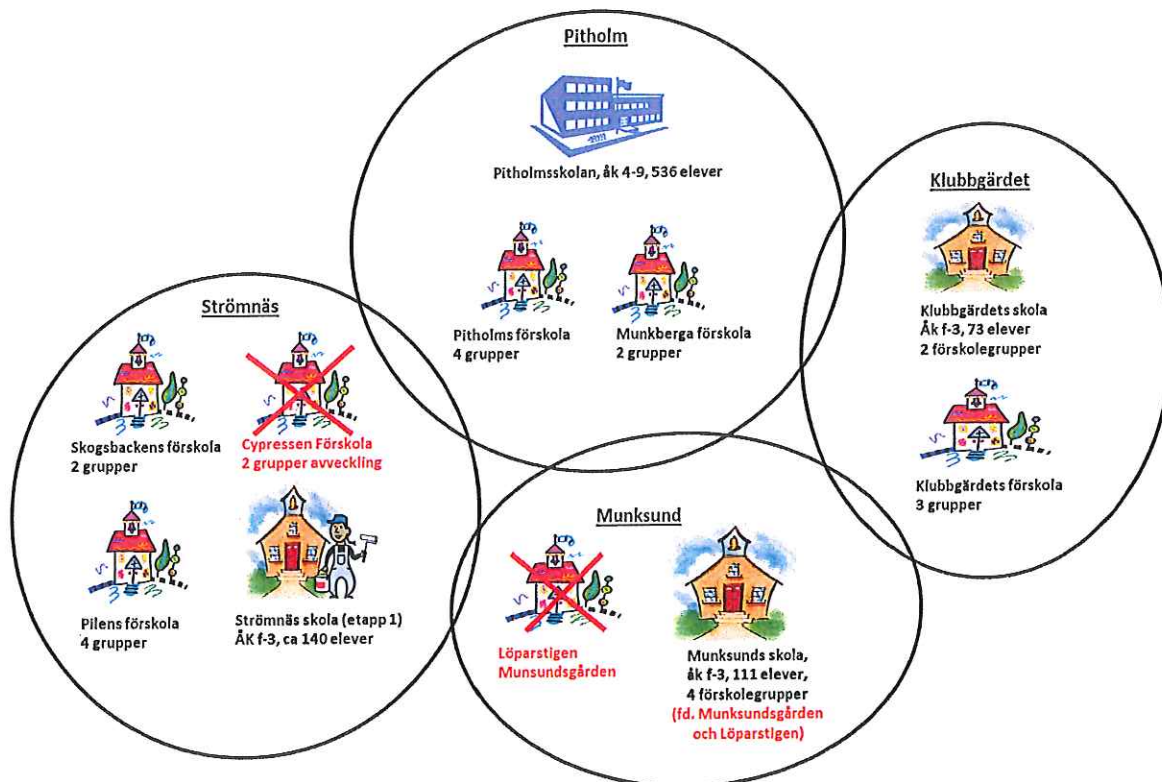 Pitholm
Pitholmsskolan, åk 4-9, 536 elever
Pitholms förskola
4 grupper
Munkberga förskola
2 grupper
Klubbgärdet
Klubbgärdets skola
Åk f-3, 73 elever
2 förskolegrupper
Klubbgärdets förskola
3 grupper
Strömnäs
Skogsbackens förskola
2 grupper
Cypressen Förskola
2 grupper avveckling
Pilens förskola
4 grupper
Strömnäs skola (etapp 1)
ÅK f-3, ca 140 elever
Munksund
Löparstigen
Munsundsgården
Munksunds skola,
åk f-3, 111 elever,
4 förskolegrupper
(fd. Munksundsgården
och Löparstigen)